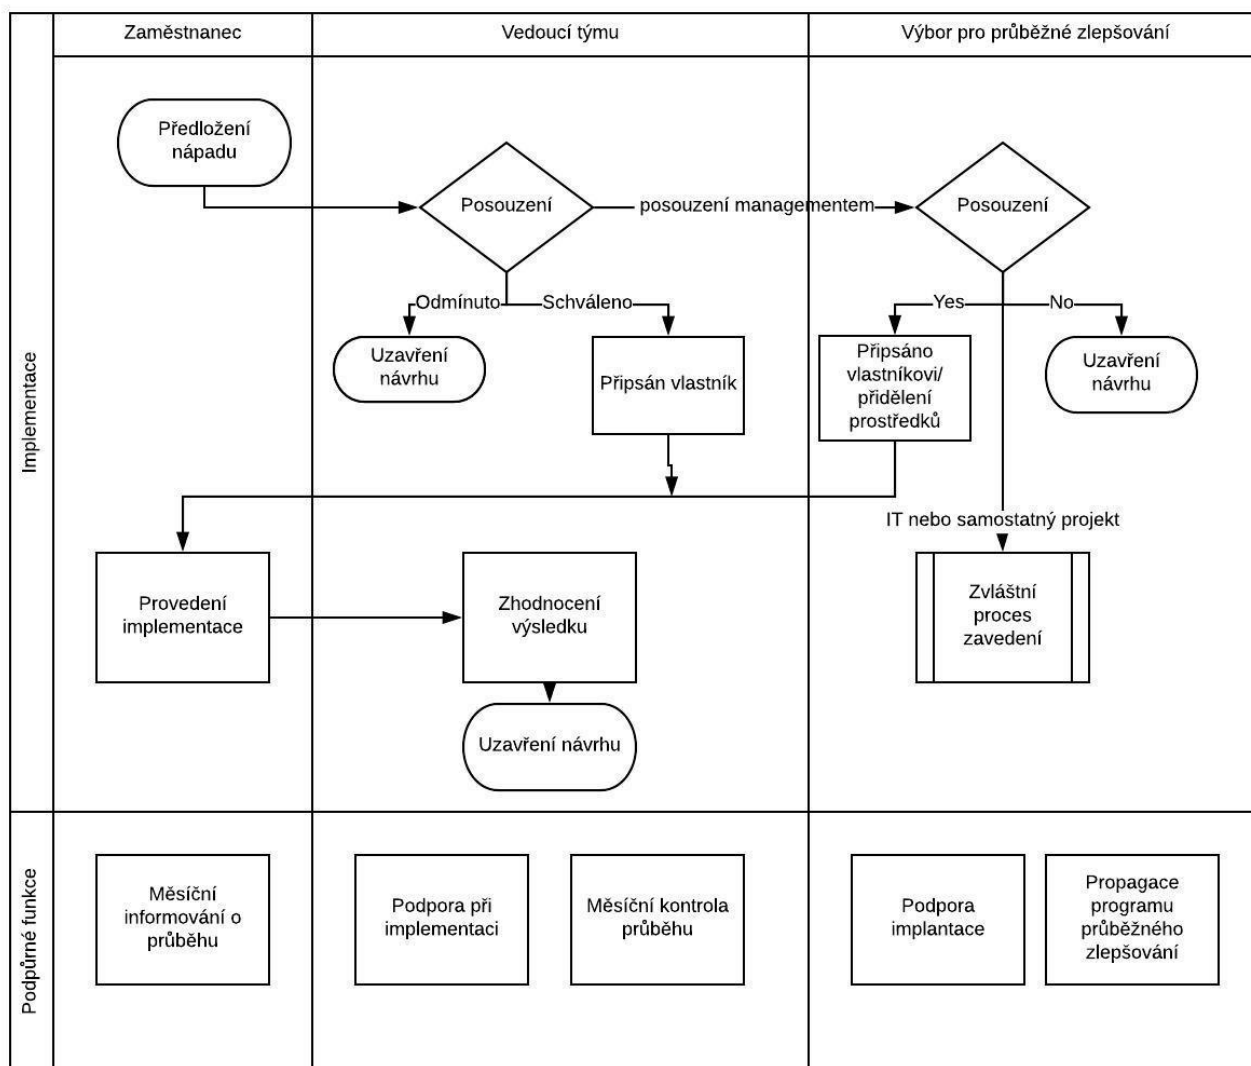 Zaměstnanec
Vedoucí týmu
Výbor pro průběžné zlepšování
Implementace
Předložení
nápadu
Posouzení
posouzení managementem
Posouzení
Odmínuto
Schváleno
Yes
No
Uzavření
návrhu
Připsán vlastník
Připsáno
vlastníkovi/
přidělení
prostředků
Uzavření
návrhu
IT nebo samostatný projekt
Provedení
implementace
Zhodnocení
výsledku
Zvláštní
proces
zavedení
Uzavření návrhu
Podpůrné funkce
Měsíční
informování o
průběhu
Podpora při
implementaci
Měsíční kontrola
průběhu
Podpora
implantace
Propagace
programu
průběžného
zlepšování